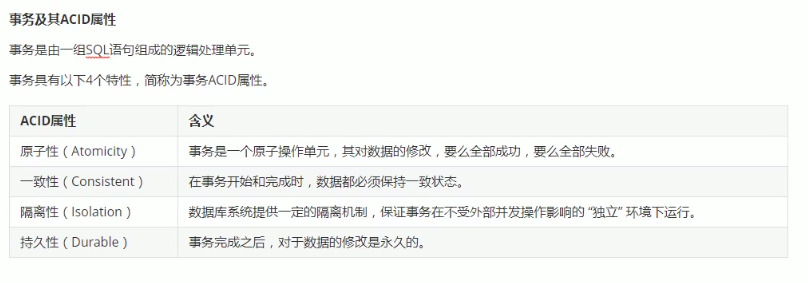 事务及其ACID属性
事务是由一组SQL语句组成的逻辑处理单元。
事务具有以下4个特性，简称为事务ACID属性。
ACID属性 含义
原子性（Atomicity） 事务是一个原子操作单元，其对数据的修改，要么全部成功，要么全部失败。
一致性（Consistent） 在事务开始和完成时，数据都必须保持一致状态。
隔离性（Isolation） 数据库系统提供一定的隔离机制，保证事务在不受外部并发操作影响的 “独立” 环境下运行。
持久性（Durable） 事务完成之后，对于数据的修改是永久的。